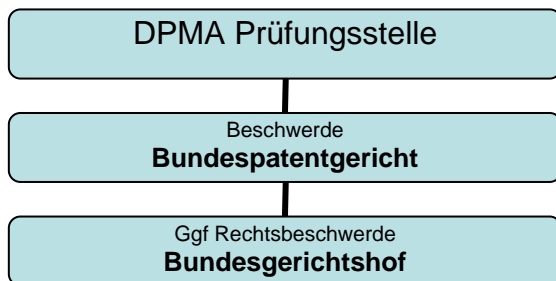 DPMA Prüfungsstelle
Beschwerde
Bundespatentgericht
Ggf Rechtsbeschwerde
Bundesgerichtshof